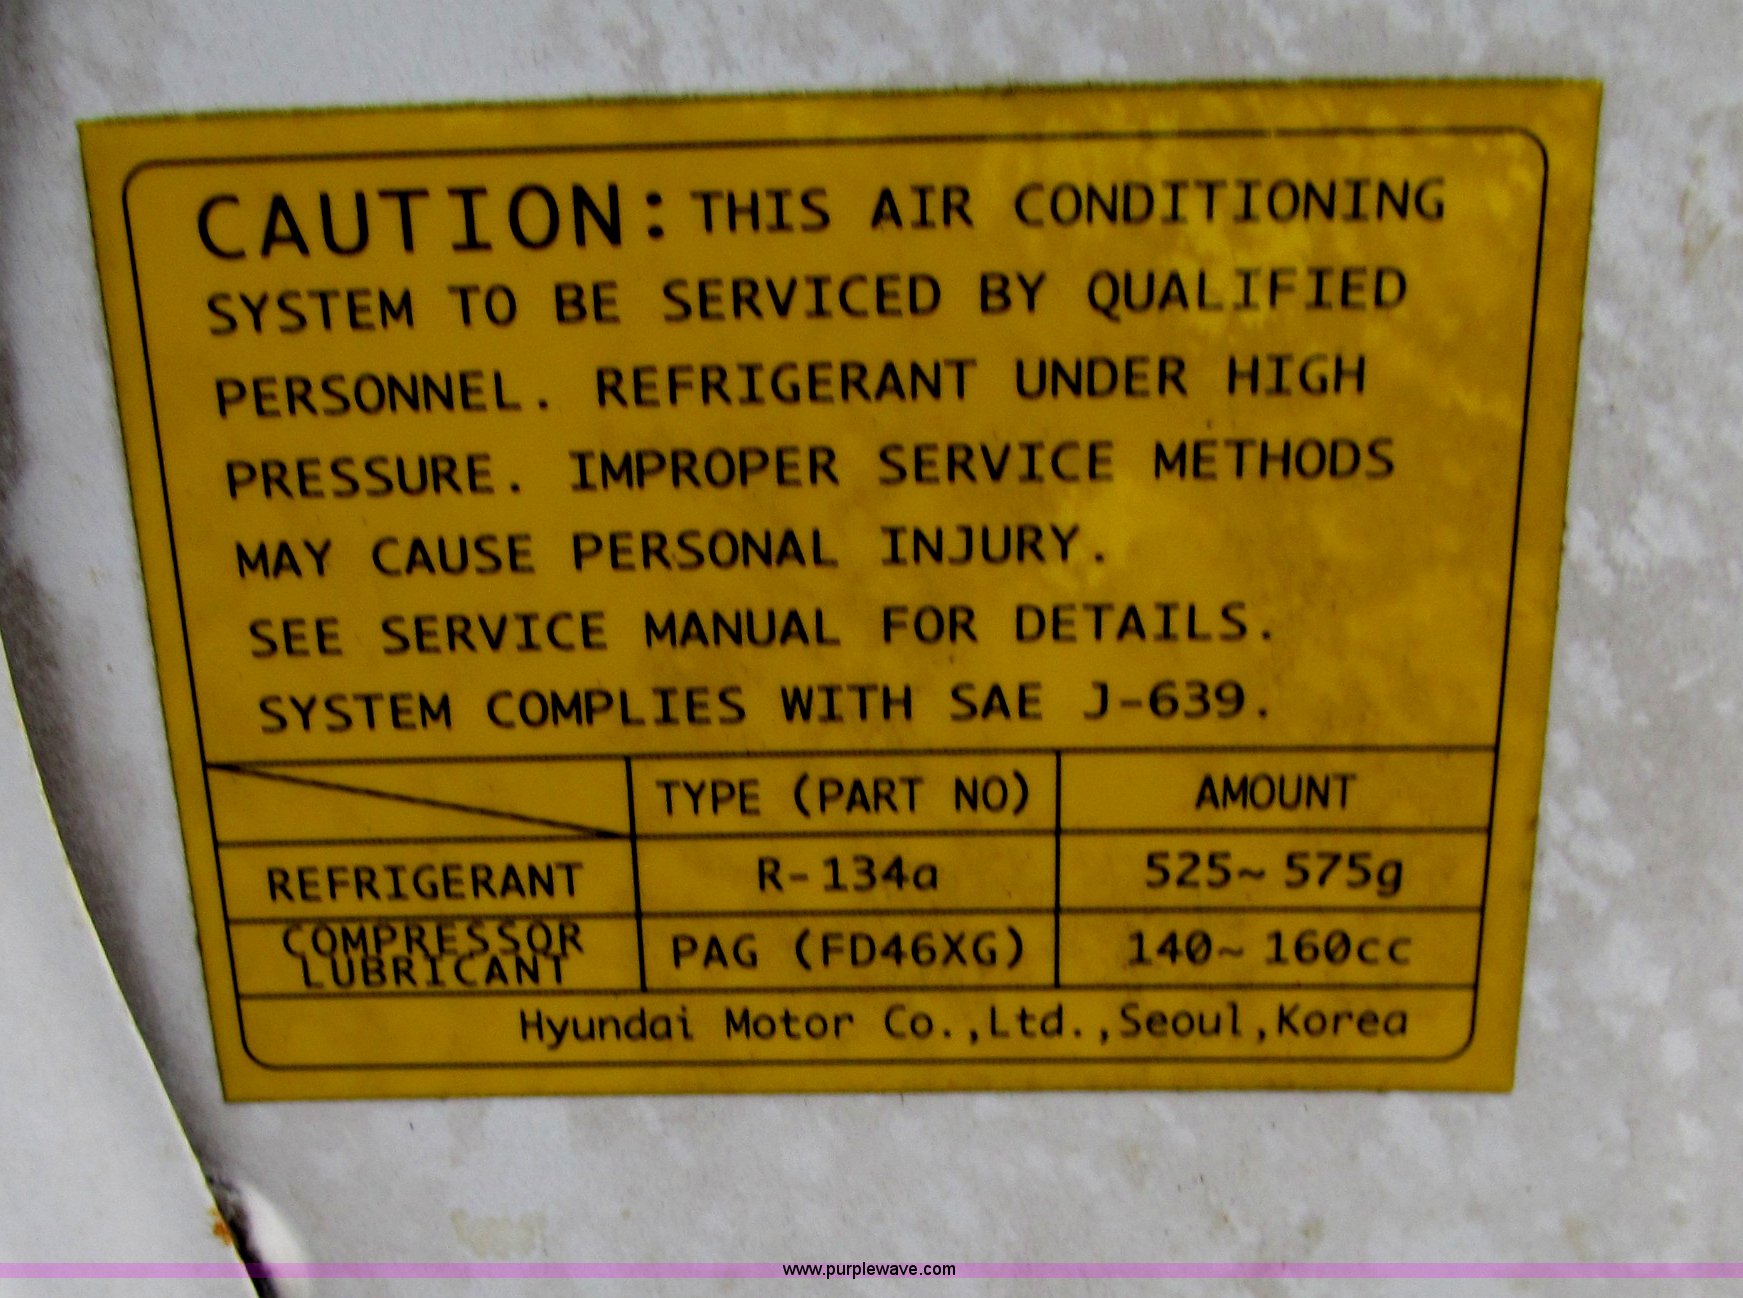 CAUTION: THIS AIR CONDITIONING
SYSTEM TO BE SERVICED BY QUALIFIED
PERSONNEL. REFRIGERANT UNDER HIGH
PRESSURE. IMPROPER SERVICE METHODS
MAY CAUSE PERSONAL INJURY.
SEE SERVICE MANUAL FOR DETAILS.
SYSTEM COMPLIES WITH SAE J-639.
TYPE (PART NO) AMOUNT
REFRIGERANT R-134a 525~575g
COMPRESSOR
LUBRICANT PAG (FD46XG) 140~160cc
Hyundai Motor Co.,Ltd.,Seoul,Korea
www.purplewave.com